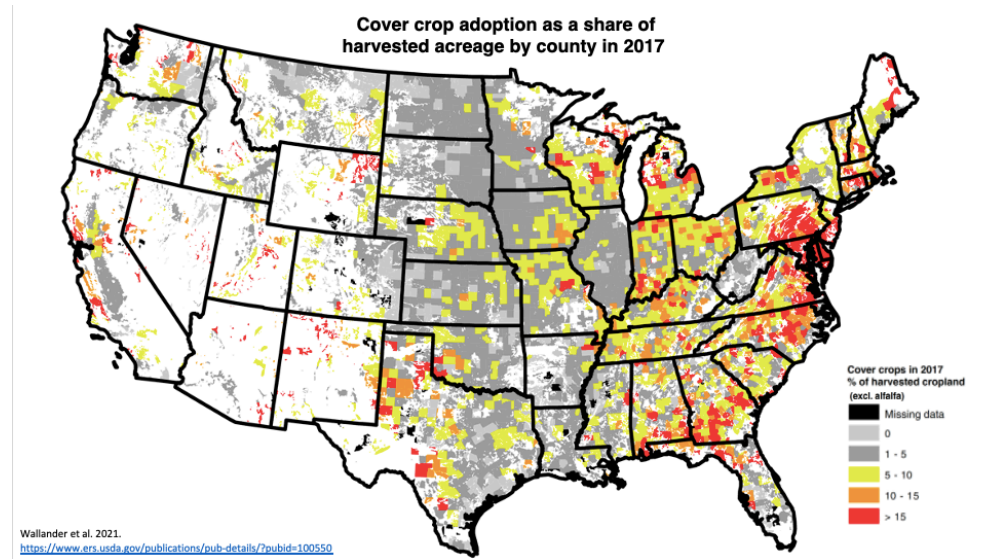 Cover crop adoption as a share of
harvested acreage by county in 2017
Cover crops in 2017
% of harvested cropland
(excl. alfalfa)
Missing data
0
1 - 5
5 - 10
10 - 15
> 15
Wallander et al. 2021.
https://www.ers.usda.gov/publications/pub-details/?pubid=100550